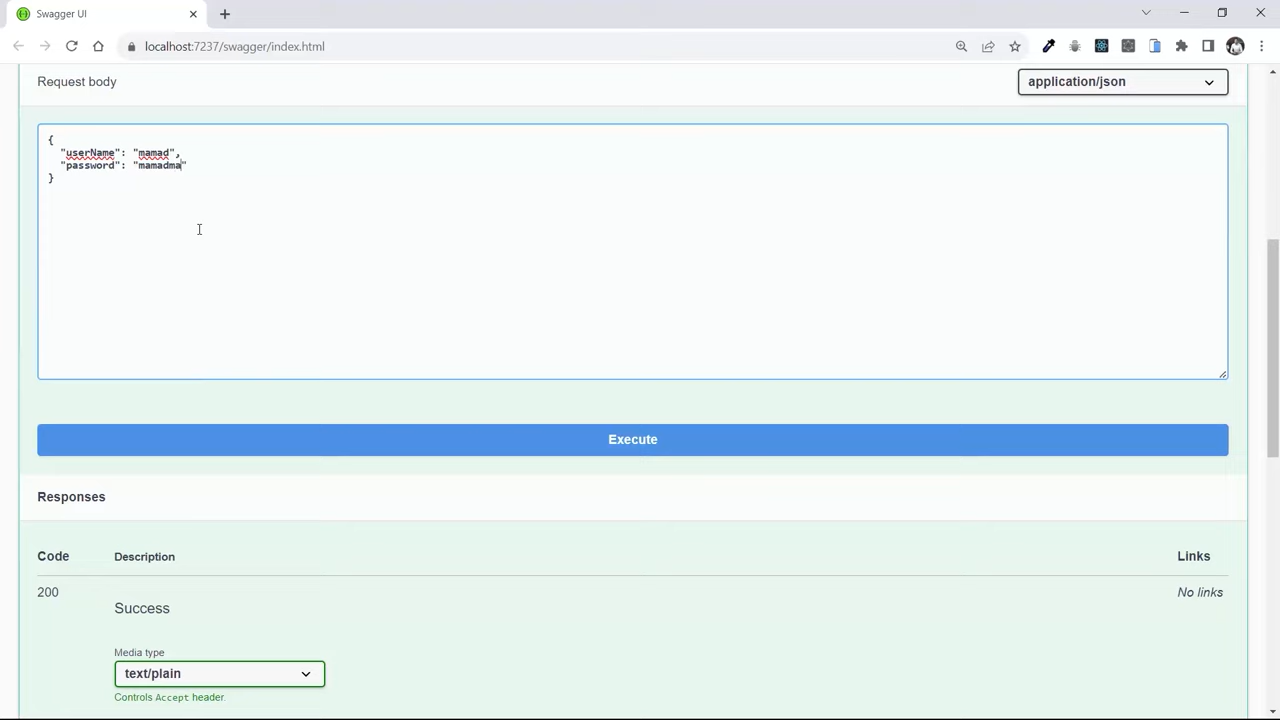 Swagger UI
localhost:7237/swagger/index.html
Request body
application/json
{
"userName": "mamad",
"password": "mamadma"
}
Execute
Responses
Code Description Links
200 Success No links
Media type
text/plain
Controls Accept header.